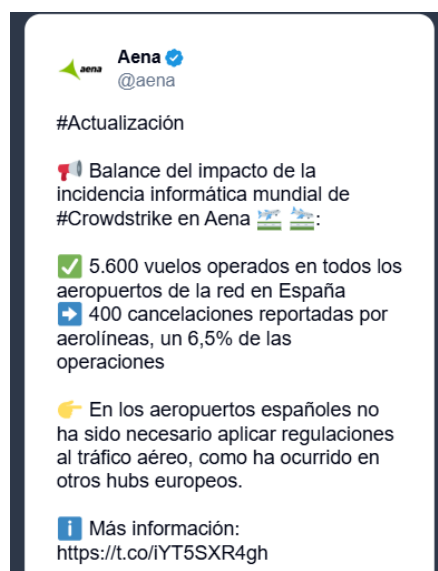 aena
Aena
@aena
#Actualización
📢 Balance del impacto de la
incidencia informática mundial de
#Crowdstrike en Aena 🛫 🛬:
✅ 5.600 vuelos operados en todos los
aeropuertos de la red en España
➡️ 400 cancelaciones reportadas por
aerolíneas, un 6,5% de las
operaciones
👉 En los aeropuertos españoles no
ha sido necesario aplicar regulaciones
al tráfico aéreo, como ha ocurrido en
otros hubs europeos.
ℹ️ Más información:
https://t.co/iYT5SXR4gh